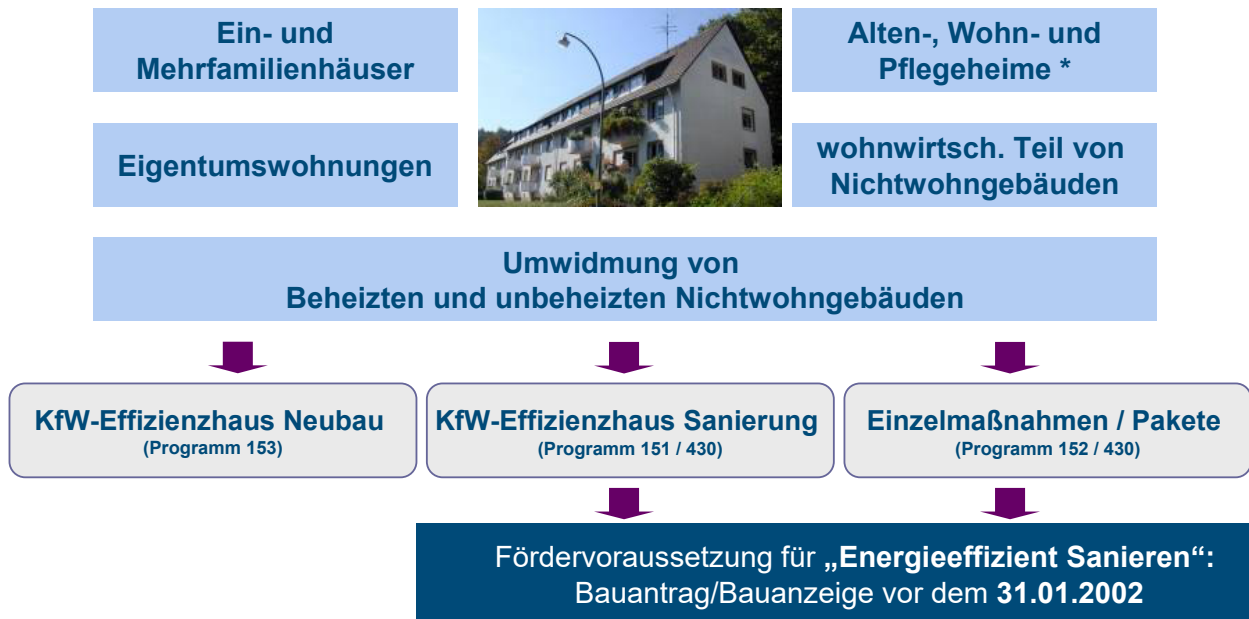 Ein- und
Mehrfamilienhäuser
Alten-, Wohn- und
Pflegeheime *
Eigentumswohnungen
wohnwirtsch. Teil von
Nichtwohngebäuden
Umwidmung von
Beheizten und unbeheizten Nichtwohngebäuden
KfW-Effizienzhaus Neubau
(Programm 153)
KfW-Effizienzhaus Sanierung
(Programm 151 / 430)
Einzelmaßnahmen / Pakete
(Programm 152 / 430)
Fördervoraussetzung für „Energieeffizient Sanieren“:
Bauantrag/Bauanzeige vor dem 31.01.2002